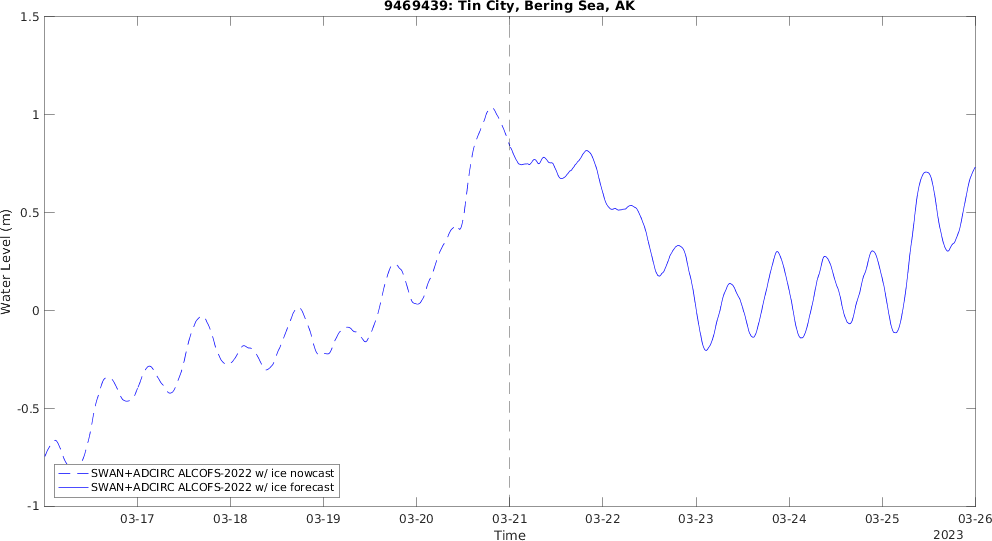 9469439: Tin City, Bering Sea, AK
1.5
1
0.5
0
-0.5
-1
Water Level (m)
SWAN+ADCIRC ALCOFS-2022 w/ ice nowcast
SWAN+ADCIRC ALCOFS-2022 w/ ice forecast
03-17 03-18 03-19 03-20 03-21 03-22 03-23 03-24 03-25 03-26
Time
2023